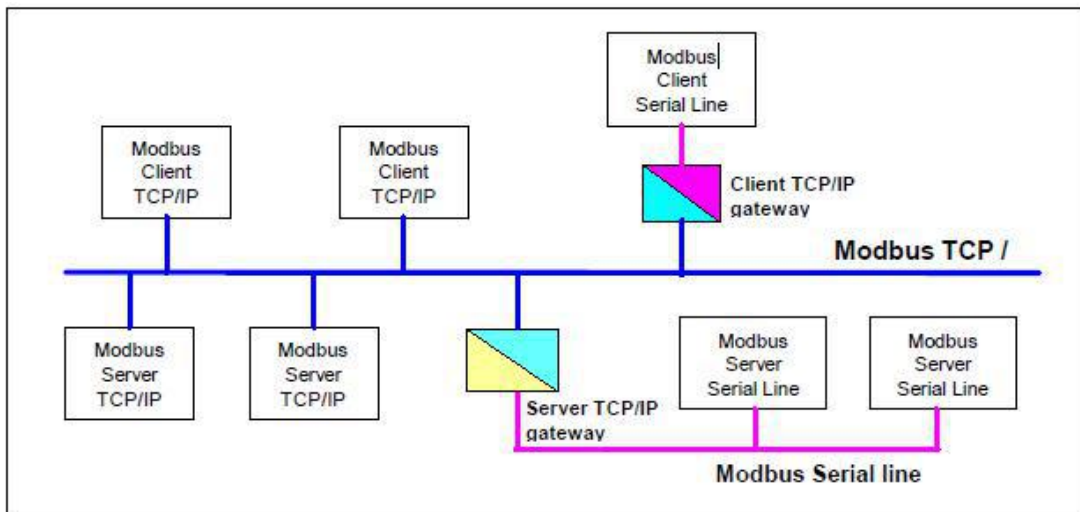 Modbus
Client
Serial Line
Modbus
Client
TCP/IP
Modbus
Client
TCP/IP
Client TCP/IP
gateway
Modbus TCP /
Modbus
Server
TCP/IP
Modbus
Server
TCP/IP
Modbus
Server
Serial Line
Modbus
Server
Serial Line
Server TCP/IP
gateway
Modbus Serial line